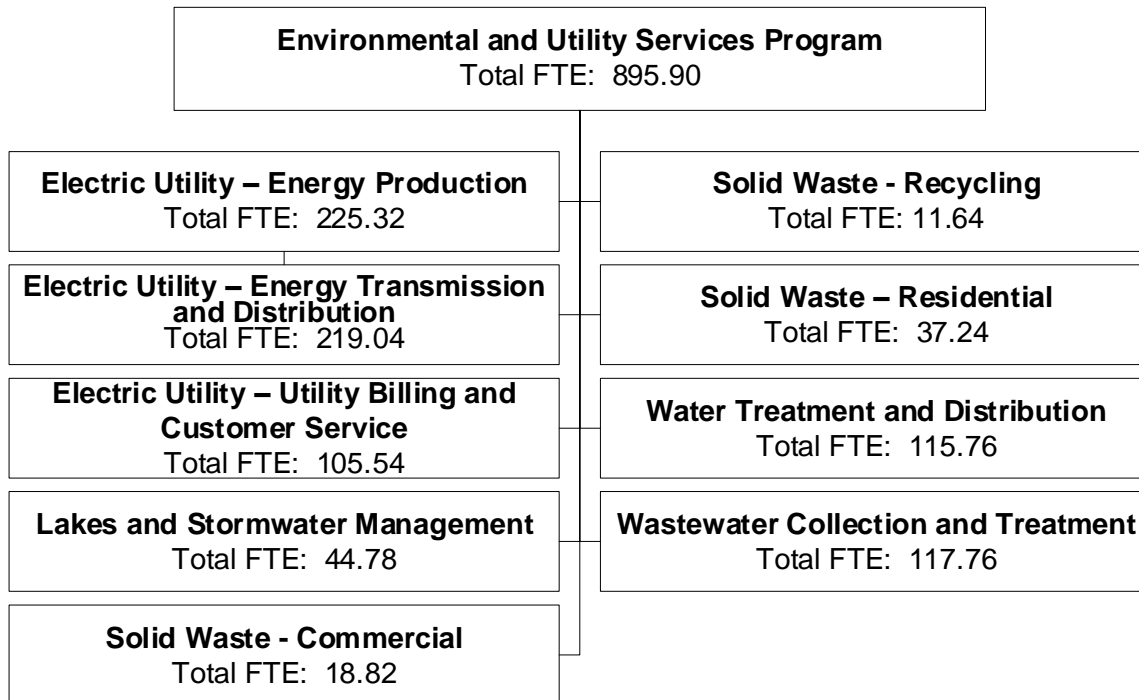 Environmental and Utility Services Program
Total FTE: 895.90
Electric Utility – Energy Production
Total FTE: 225.32
Electric Utility – Energy Transmission
and Distribution
Total FTE: 219.04
Electric Utility – Utility Billing and
Customer Service
Total FTE: 105.54
Lakes and Stormwater Management
Total FTE: 44.78
Solid Waste - Commercial
Total FTE: 18.82
Solid Waste - Recycling
Total FTE: 11.64
Solid Waste – Residential
Total FTE: 37.24
Water Treatment and Distribution
Total FTE: 115.76
Wastewater Collection and Treatment
Total FTE: 117.76